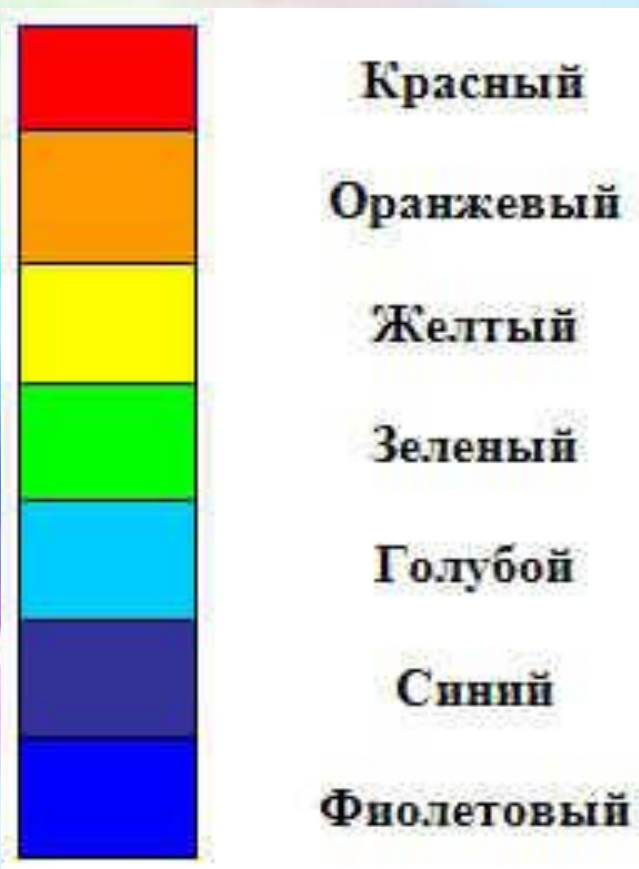 Красный
Оранжевый
Желтый
Зеленый
Голубой
Синий
Фиолетовый